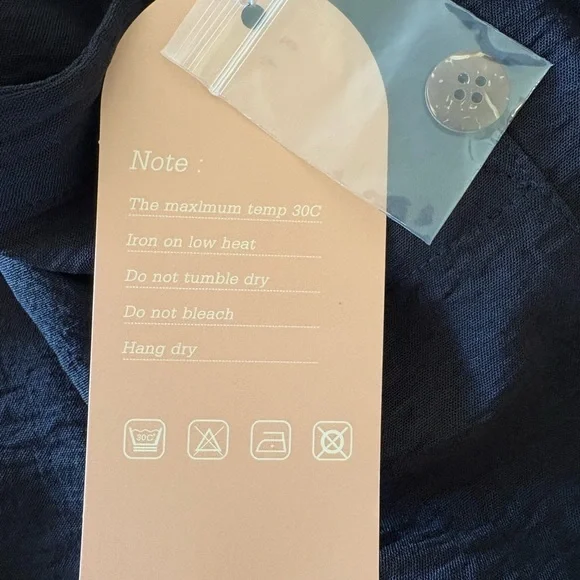 Note :
The maximum temp 30C
Iron on low heat
Do not tumble dry
Do not bleach
Hang dry
30C